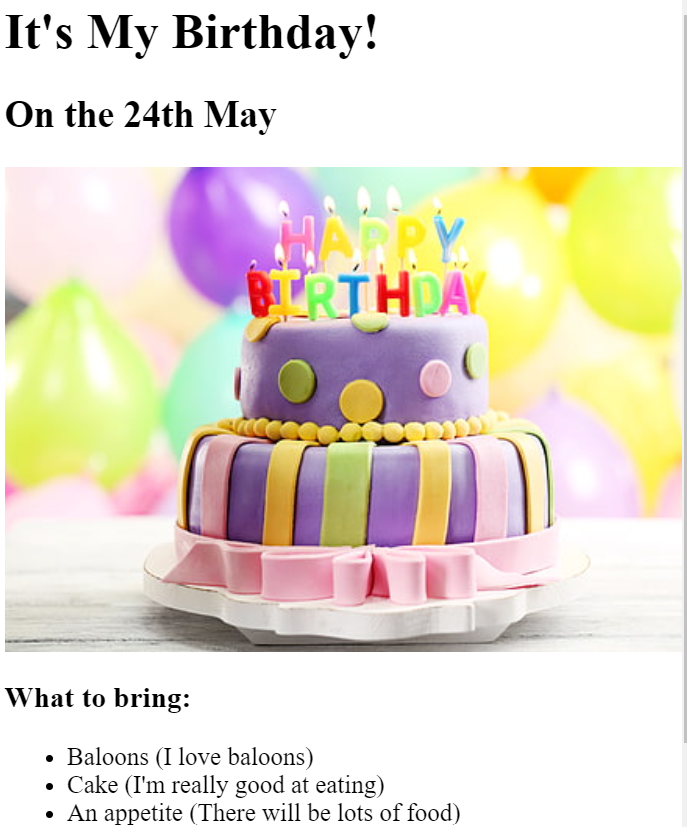 It's My Birthday!
On the 24th May
HAPPY
BIRTHDAY
What to bring:
Baloons (I love baloons)
Cake (I'm really good at eating)
An appetite (There will be lots of food)